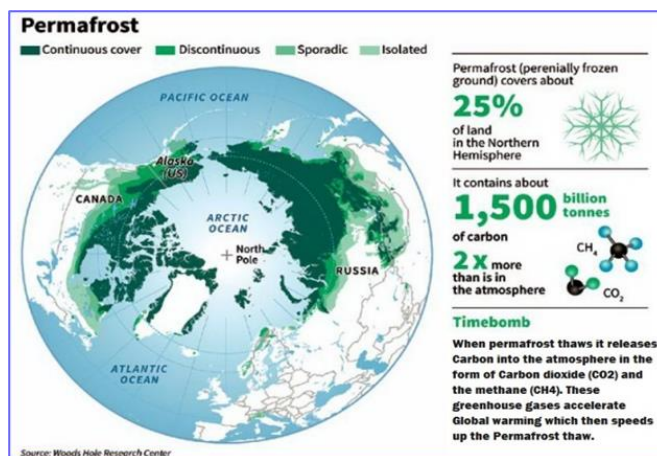 Permafrost
Continuous cover Discontinuous Sporadic Isolated
PACIFIC OCEAN
Alaska
(US)
CANADA
ARCTIC
OCEAN
North
Pole
RUSSIA
ATLANTIC
OCEAN
Source: Woods Hole Research Center
Permafrost (perenially frozen
ground) covers about
25%
of land
in the Northern
Hemisphere
It contains about
1,500 billion
tonnes
of carbon
2 x more
than is in
the atmosphere
CH4
CO2
Timebomb
When permafrost thaws it releases
Carbon into the atmosphere in the
form of Carbon dioxide (CO2) and
the methane (CH4). These
greenhouse gases accelerate
Global warming which then speeds
up the Permafrost thaw.